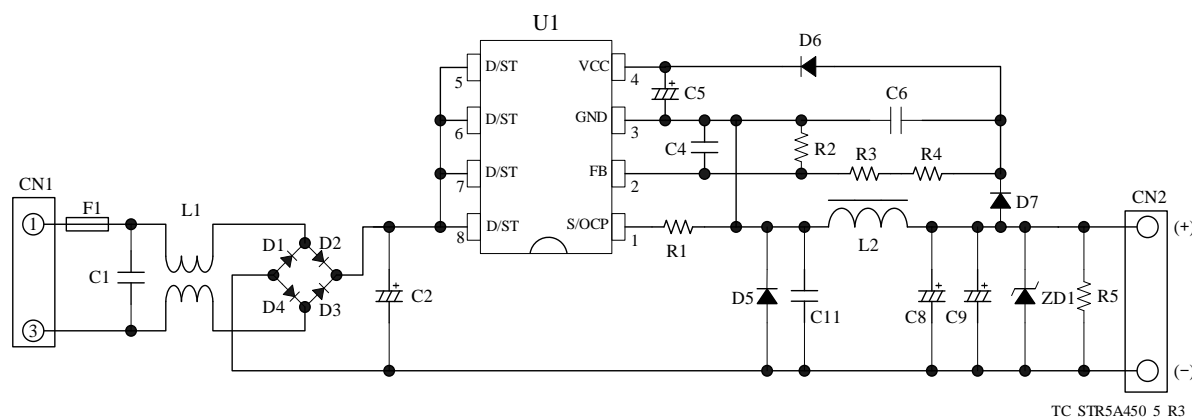 U1
D/ST
5
VCC
4
D6
C5
D/ST
6
GND
3
C6
C4
R2
D/ST
7
FB
2
R3
R4
D/ST
8
S/OCP
1
R1
L2
D7
CN1
1
F1
L1
C1
3
D1
D2
D4
D3
C2
D5
C11
C8
C9
ZD1
R5
CN2
(+)
(−)
TC_STR5A450_5_R3